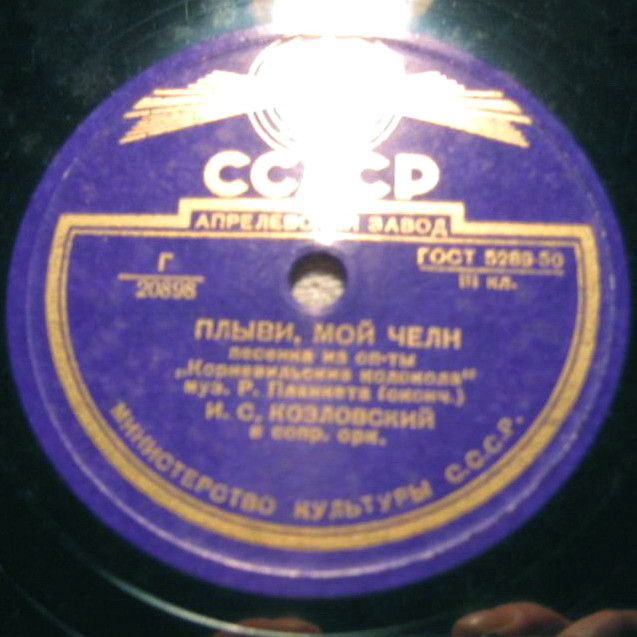 СССР
АПРЕЛЕВСКИЙ ЗАВОД
Г
20898
ГОСТ 5289-50
III кл.
ПЛЫВИ, МОЙ ЧЕЛН
песенка из оп-ты
„Корневильские колокола“
муз. Р. Планкета (оконч.)
И. С. КОЗЛОВСКИЙ
в сопр. орк.
МИНИСТЕРСТВО КУЛЬТУРЫ С.С.С.Р.